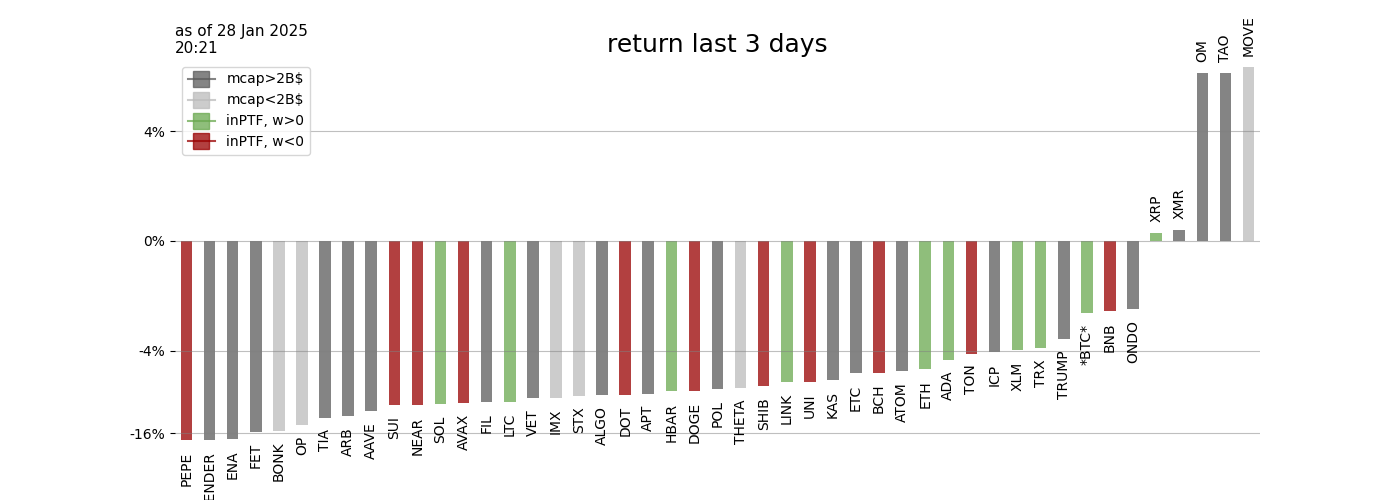 as of 28 Jan 2025
20:21
return last 3 days
mcap>2B$
mcap<2B$
inPTF, w>0
inPTF, w<0
4%
0%
-4%
-16%
PEPE
ENDER
ENA
FET
BONK
OP
TIA
ARB
AAVE
SUI
NEAR
SOL
AVAX
FIL
LTC
VET
IMX
STX
ALGO
DOT
APT
HBAR
DOGE
POL
THETA
SHIB
LINK
UNI
KAS
ETC
BCH
ATOM
ETH
ADA
TON
ICP
XLM
TRX
TRUMP
*BTC*
BNB
ONDO
XRP
XMR
OM
TAO
MOVE